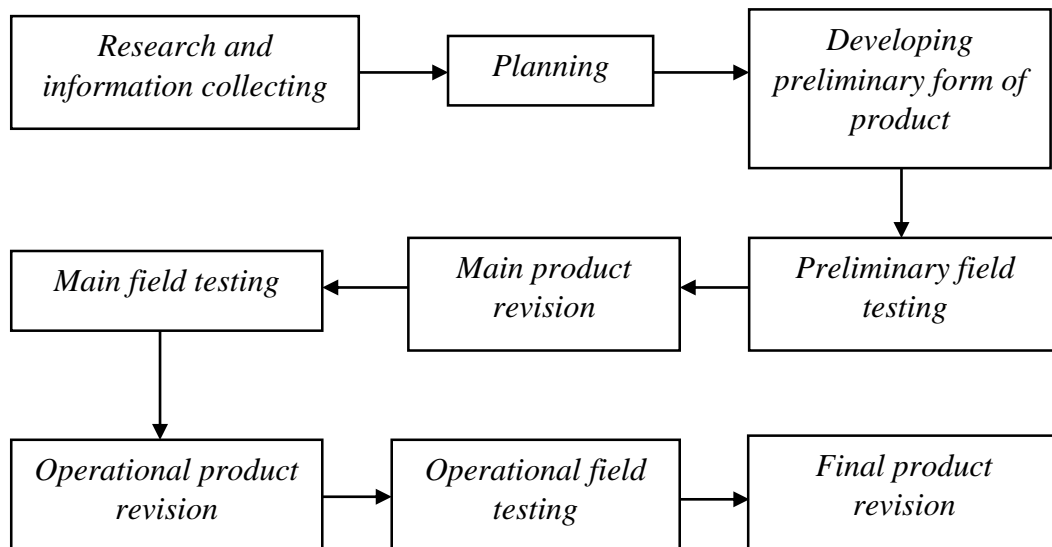 Research and
information collecting
Planning
Developing
preliminary form of
product
Preliminary field
testing
Main product
revision
Main field testing
Operational product
revision
Operational field
testing
Final product
revision